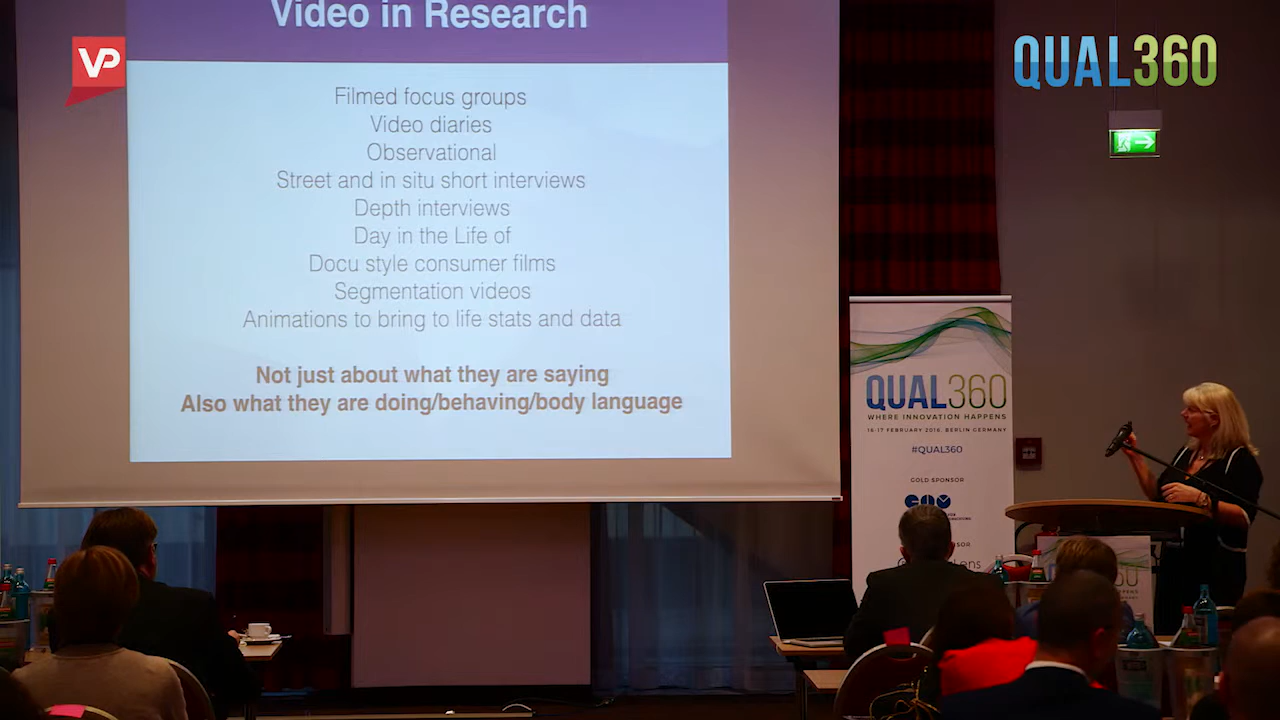 Video in Research
VP
QUAL360
Filmed focus groups
Video diaries
Observational
Street and in situ short interviews
Depth interviews
Day in the Life of
Docu style consumer films
Segmentation videos
Animations to bring to life stats and data
Not just about what they are saying
Also what they are doing/behaving/body language
QUAL360
WHERE INNOVATION HAPPENS
16-17 FEBRUARY 2016, BERLIN GERMANY
#QUAL360
GOLD SPONSOR